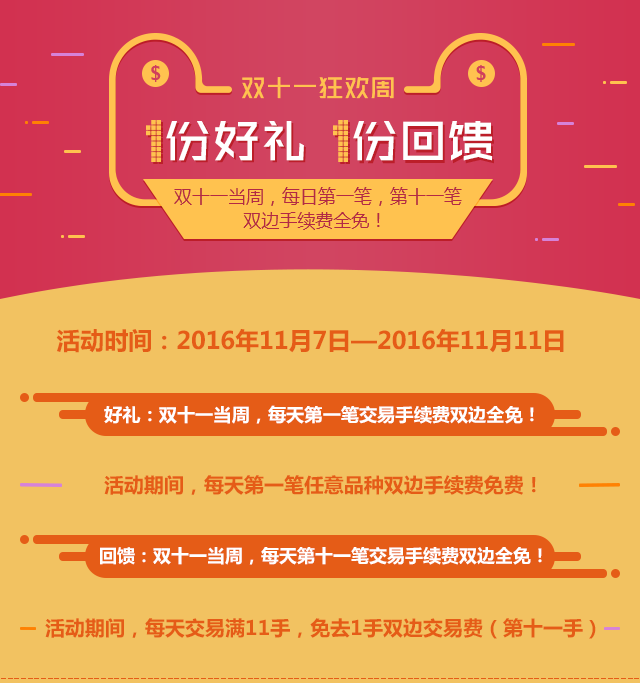 $
$
双十一狂欢周
1份好礼 1份回馈
双十一当周，每日第一笔，第十一笔
双边手续费全免！
活动时间：2016年11月7日—2016年11月11日
好礼：双十一当周，每天第一笔交易手续费双边全免！
活动期间，每天第一笔任意品种双边手续费免费！
回馈：双十一当周，每天第十一笔交易手续费双边全免！
活动期间，每天交易满11手，免去1手双边交易费（第十一手）